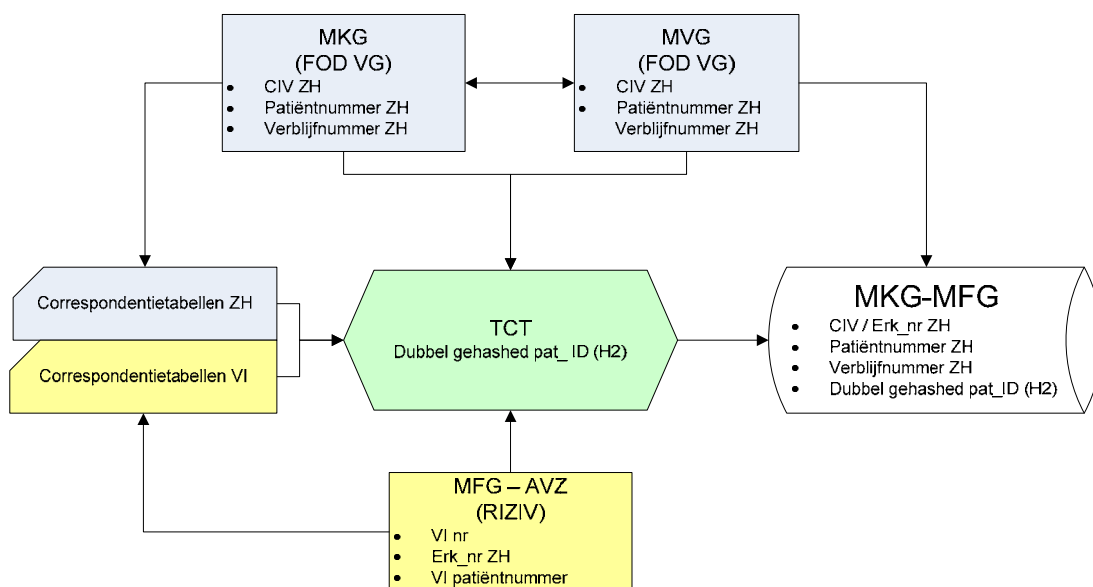 MKG
(FOD VG)
• CIV ZH
• Patiëntnummer ZH
• Verblijfnummer ZH
MVG
(FOD VG)
• CIV ZH
• Patiëntnummer ZH
Verblijfnummer ZH
Correspondentietabellen ZH
Correspondentietabellen VI
TCT
Dubbel gehashed pat_ ID (H2)
MKG-MFG
• CIV / Erk_nr ZH
• Patiëntnummer ZH
• Verblijfnummer ZH
• Dubbel gehashed pat_ID (H2)
MFG – AVZ
(RIZIV)
• VI nr
• Erk_nr ZH
• VI patiëntnummer